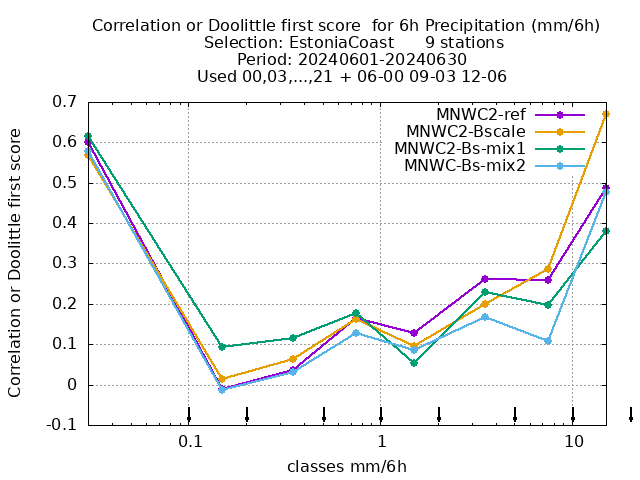 Correlation or Doolittle first score  for 6h Precipitation (mm/6h)
Selection: EstoniaCoast      9 stations
Period: 20240601-20240630
Used 00,03,...,21 + 06-00 09-03 12-06
MNWC2-ref
MNWC2-Bscale
MNWC2-Bs-mix1
MNWC-Bs-mix2
Correlation or Doolittle first score
0.7
0.6
0.5
0.4
0.3
0.2
0.1
0
-0.1
0.1 1 10
classes mm/6h